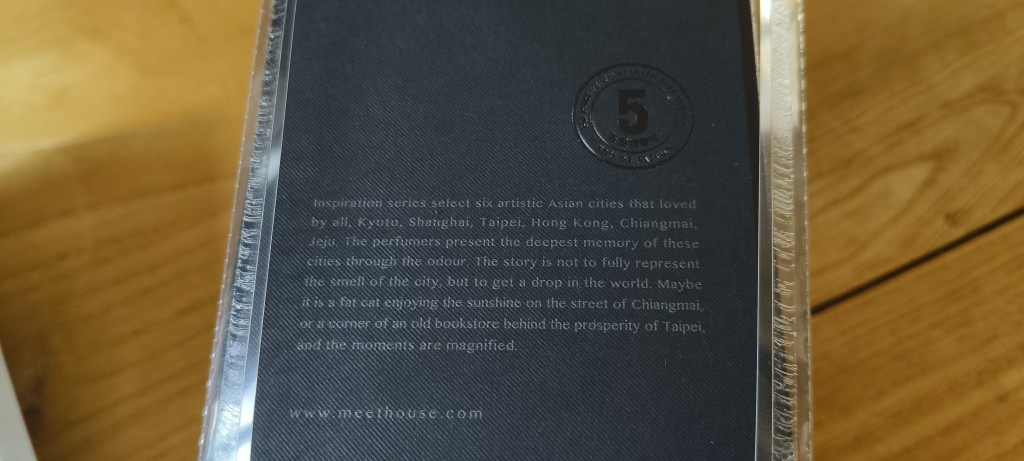 5
Inspiration series select six artistic Asian cities that loved
by all, Kyoto, Shanghai, Taipei, Hong Kong, Chiangmai,
Jeju. The perfumers present the deepest memory of these
cities through the odour. The story is not to fully represent
the smell of the city, but to get a drop in the world. Maybe
it is a fat cat enjoying the sunshine on the street of Chiangmai,
or a corner of an old bookstore behind the prosperity of Taipei,
and the moments are magnified.
www.meethouse.com